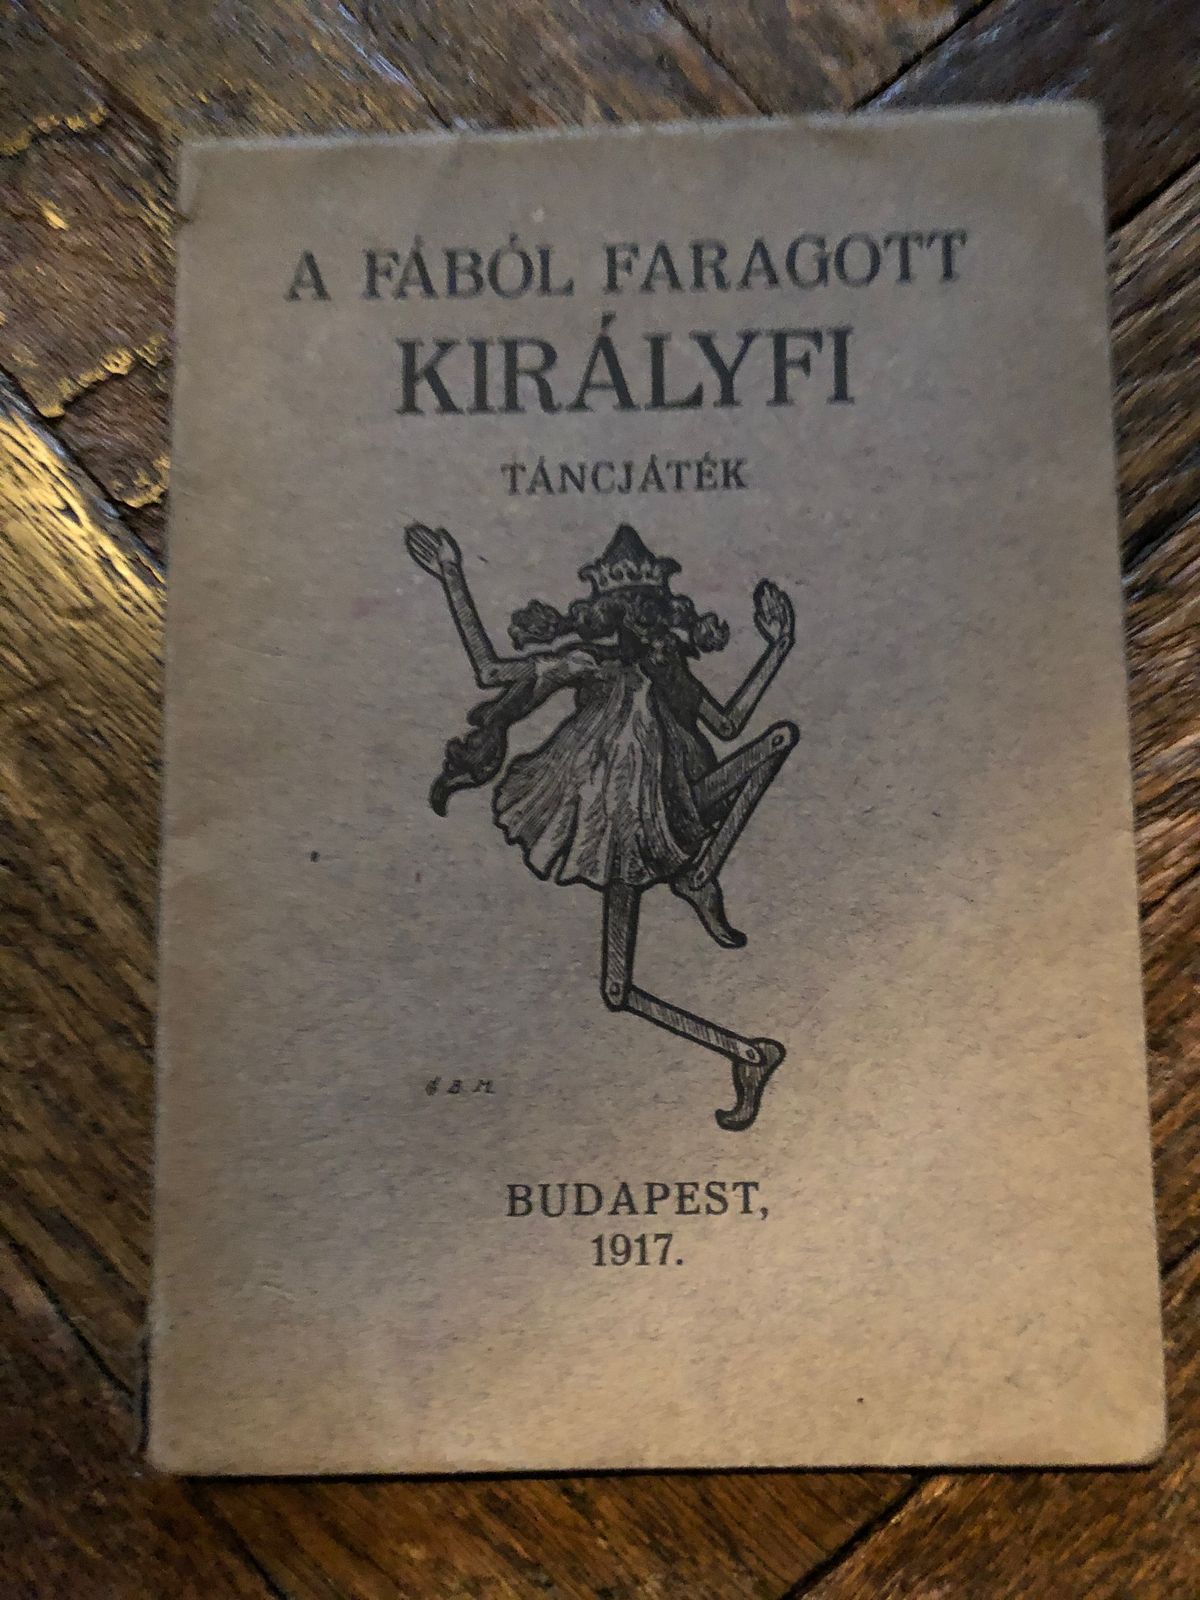 A FÁBÓL FARAGOTT
KIRÁLYFI
TÁNCJÁTÉK
G B M
BUDAPEST,
1917.